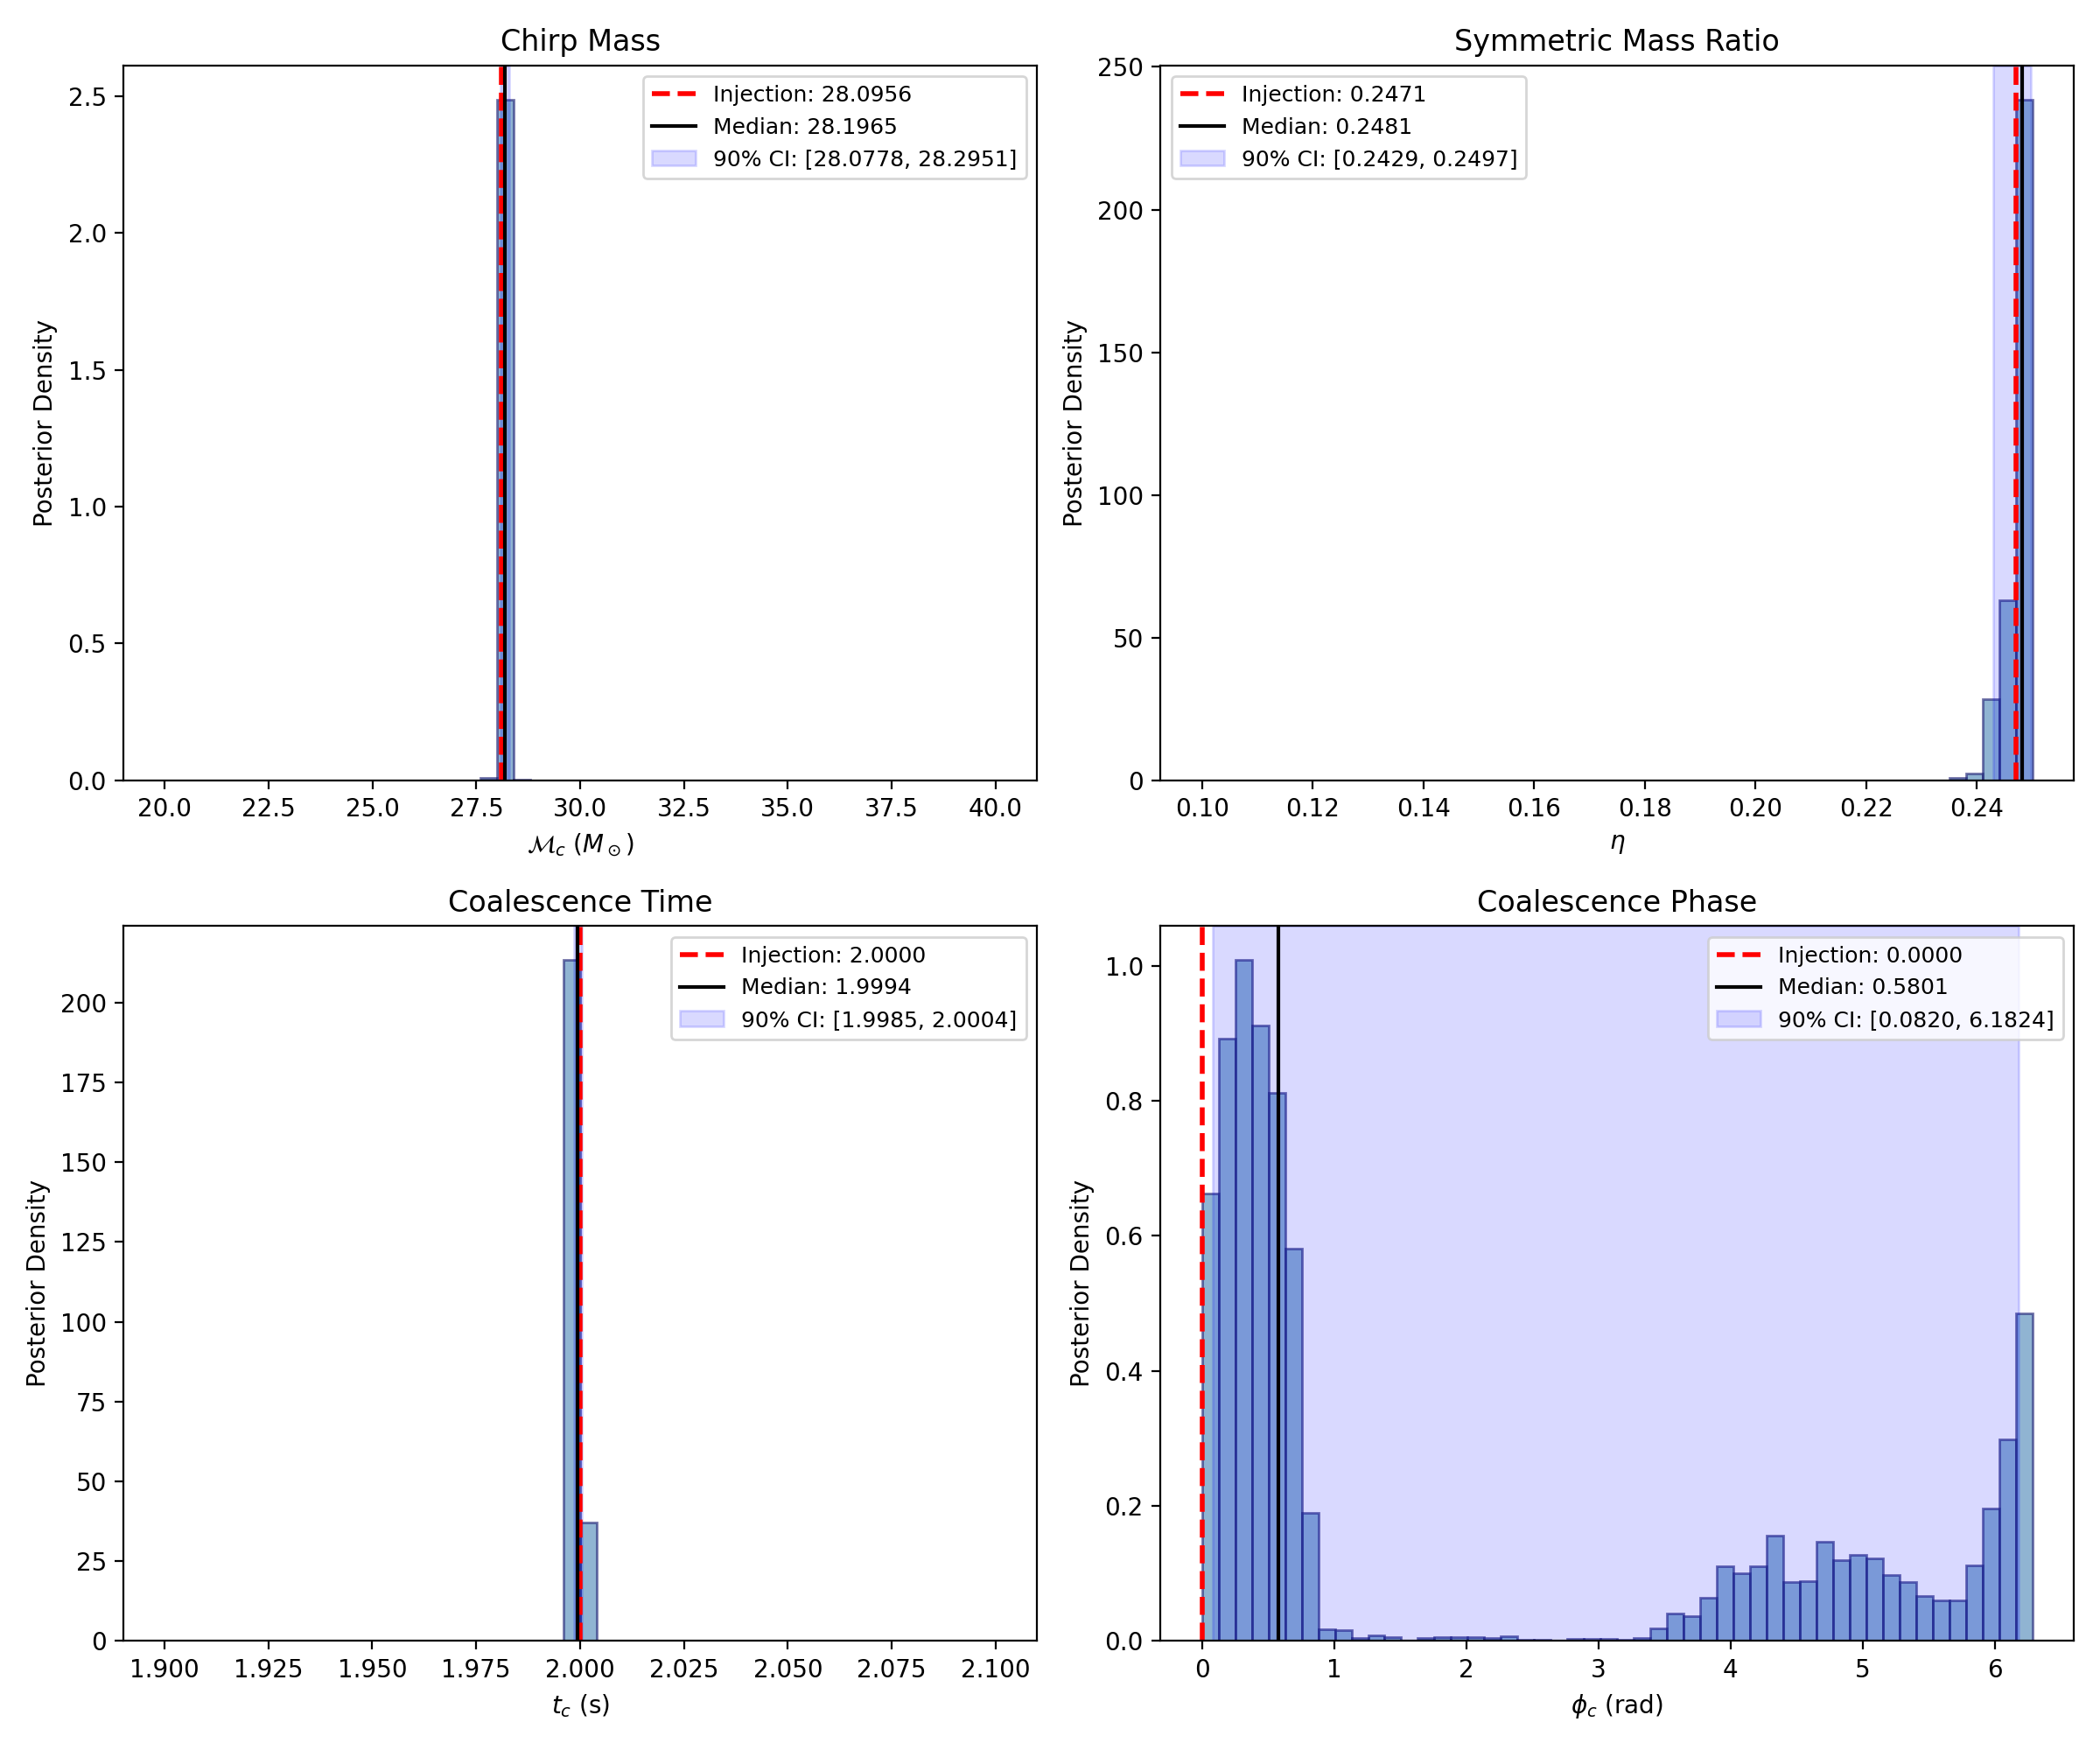 Chirp Mass
Posterior Density
2.5
2.0
1.5
1.0
0.5
0.0
Injection: 28.0956
Median: 28.1965
90% CI: [28.0778, 28.2951]
20.0 22.5 25.0 27.5 30.0 32.5 35.0 37.5 40.0
ℳ_c (M_⊙)
Symmetric Mass Ratio
Posterior Density
250
200
150
100
50
0
Injection: 0.2471
Median: 0.2481
90% CI: [0.2429, 0.2497]
0.10 0.12 0.14 0.16 0.18 0.20 0.22 0.24
η
Coalescence Time
Posterior Density
200
175
150
125
100
75
50
25
0
Injection: 2.0000
Median: 1.9994
90% CI: [1.9985, 2.0004]
1.900 1.925 1.950 1.975 2.000 2.025 2.050 2.075 2.100
t_c (s)
Coalescence Phase
Posterior Density
1.0
0.8
0.6
0.4
0.2
0.0
Injection: 0.0000
Median: 0.5801
90% CI: [0.0820, 6.1824]
0 1 2 3 4 5 6
ϕ_c (rad)